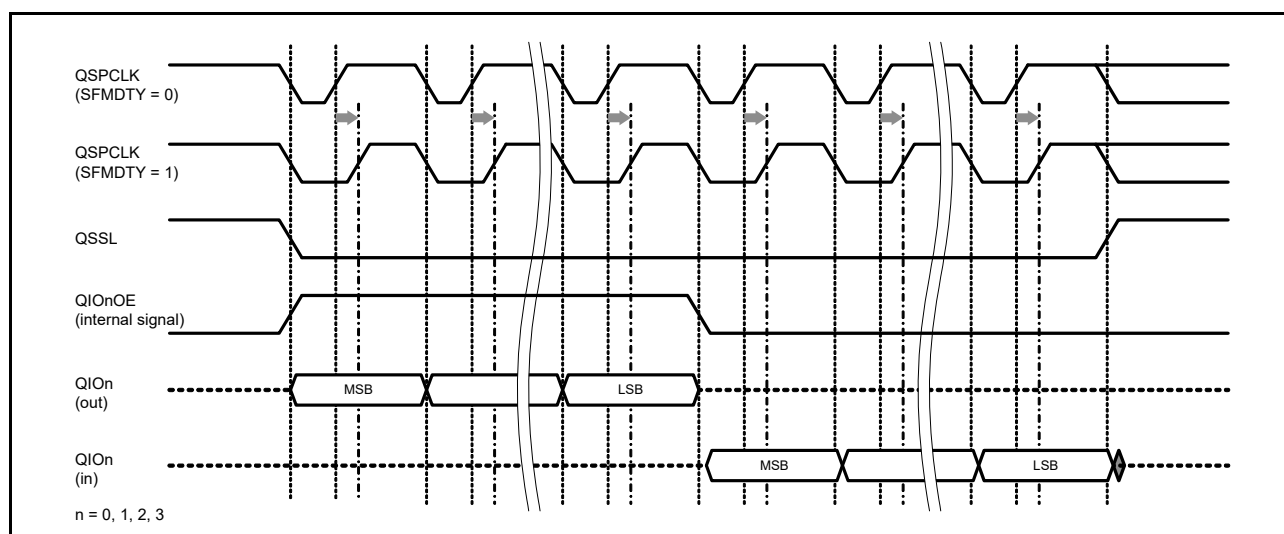 QSPCLK
(SFMDTY = 0)
QSPCLK
(SFMDTY = 1)
QSSL
QIOnOE
(internal signal)
QIOn
(out)
MSB
LSB
QIOn
(in)
MSB
LSB
n = 0, 1, 2, 3